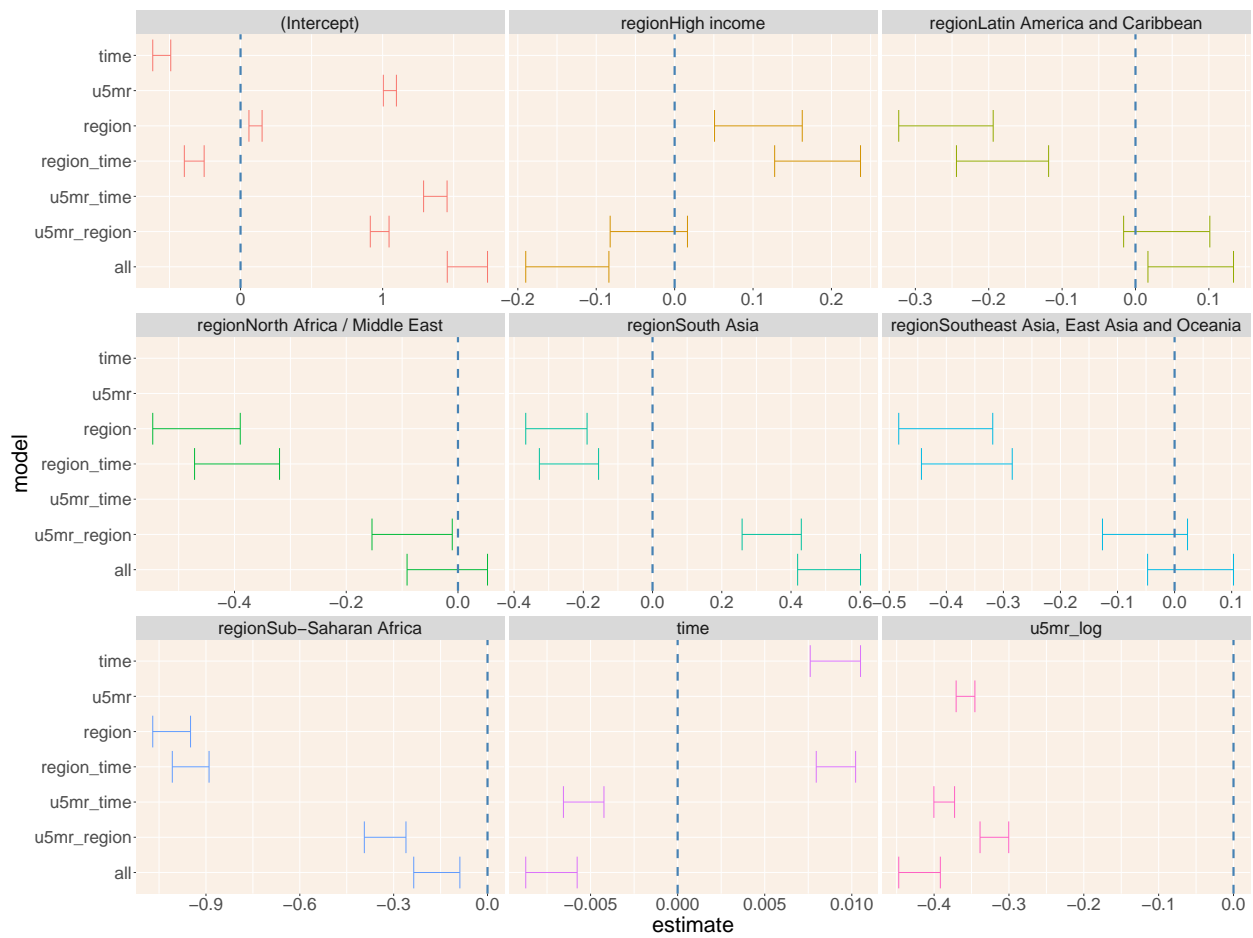 (Intercept)
regionHigh income
regionLatin America and Caribbean
time
u5mr
region
region_time
u5mr_time
u5mr_region
all
0 1
−0.2 −0.1 0.0 0.1 0.2
−0.3 −0.2 −0.1 0.0 0.1
regionNorth Africa / Middle East
regionSouth Asia
regionSoutheast Asia, East Asia and Oceania
time
u5mr
region
region_time
u5mr_time
u5mr_region
all
model
−0.4 −0.2 0.0
−0.4 −0.2 0.0 0.2 0.4 0.6
−0.5 −0.4 −0.3 −0.2 −0.1 0.0 0.1
regionSub−Saharan Africa
time
u5mr_log
time
u5mr
region
region_time
u5mr_time
u5mr_region
all
−0.9 −0.6 −0.3 0.0
−0.005 0.000 0.005 0.010
−0.4 −0.3 −0.2 −0.1 0.0
estimate